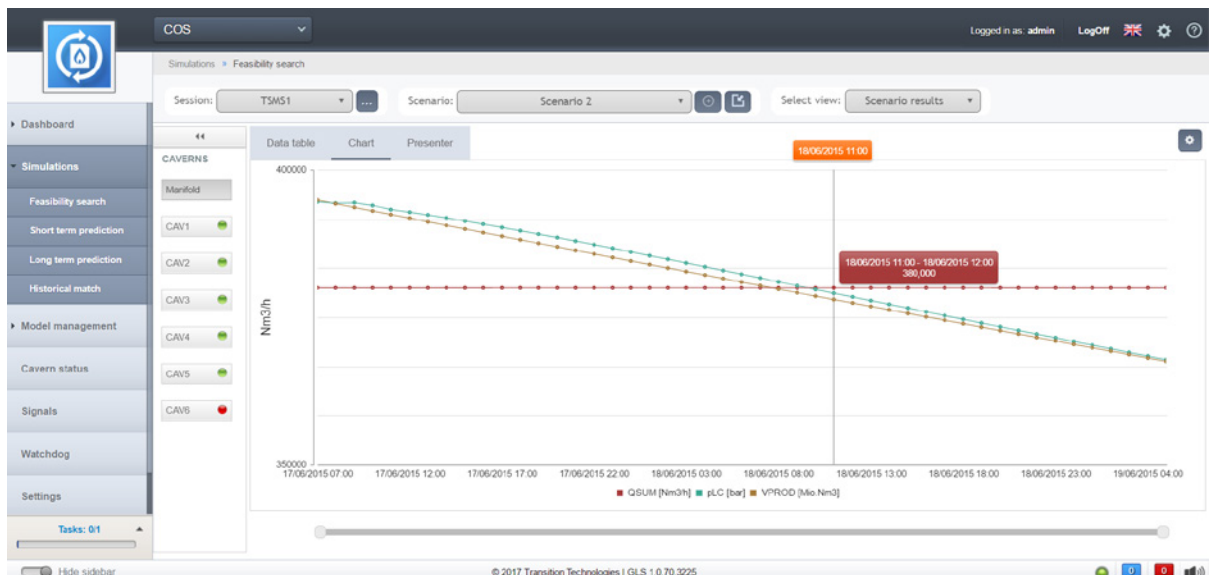 COS
Logged in as: admin LogOff
Simulations Feasibility search
Session: TSMS1 ... Scenario: Scenario 2 Select view: Scenario results
Dashboard
Simulations
Feasibility search
Short term prediction
Long term prediction
Historical match
Model management
Cavern status
Signals
Watchdog
Settings
Tasks: 0/1
Hide sidebar
CAVERNS
Manifold
CAV1
CAV2
CAV3
CAV4
CAV5
CAV6
Data table Chart Presenter
18/06/2015 11:00
400000
18/06/2015 11:00 - 18/06/2015 12:00
380,000
Nm3/h
350000
17/06/2015 07:00 17/06/2015 12:00 17/06/2015 17:00 17/06/2015 22:00 18/06/2015 03:00 18/06/2015 08:00 18/06/2015 13:00 18/06/2015 18:00 18/06/2015 23:00 19/06/2015 04:00
QSUM [Nm3/h] pLC [bar] VPROD [Mio.Nm3]
© 2017 Transition Technologies | GLS 1.0.70.3225
0 0